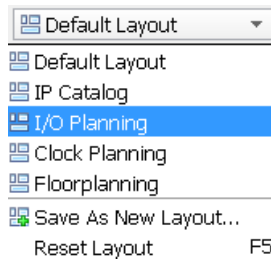 Default Layout
Default Layout
IP Catalog
I/O Planning
Clock Planning
Floorplanning
Save As New Layout...
Reset Layout F5